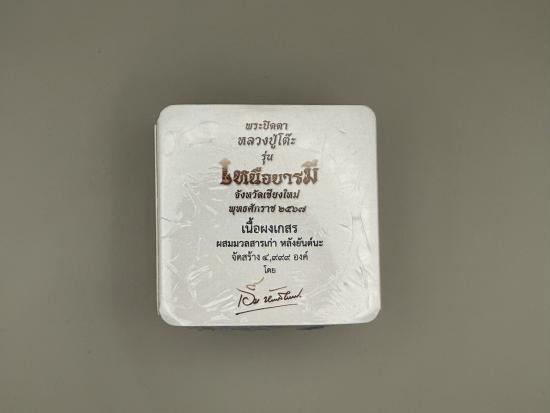 พระปิดตา
หลวงปู่โต๊ะ
รุ่น
เหนือบารมี
จังหวัดเชียงใหม่
พุทธศักราช ๒๕๖๗
เนื้อผงเกสร
ผสมมวลสารเก่า หลังยันต์นะ
จัดสร้าง ๔,๙๙๙ องค์
โดย